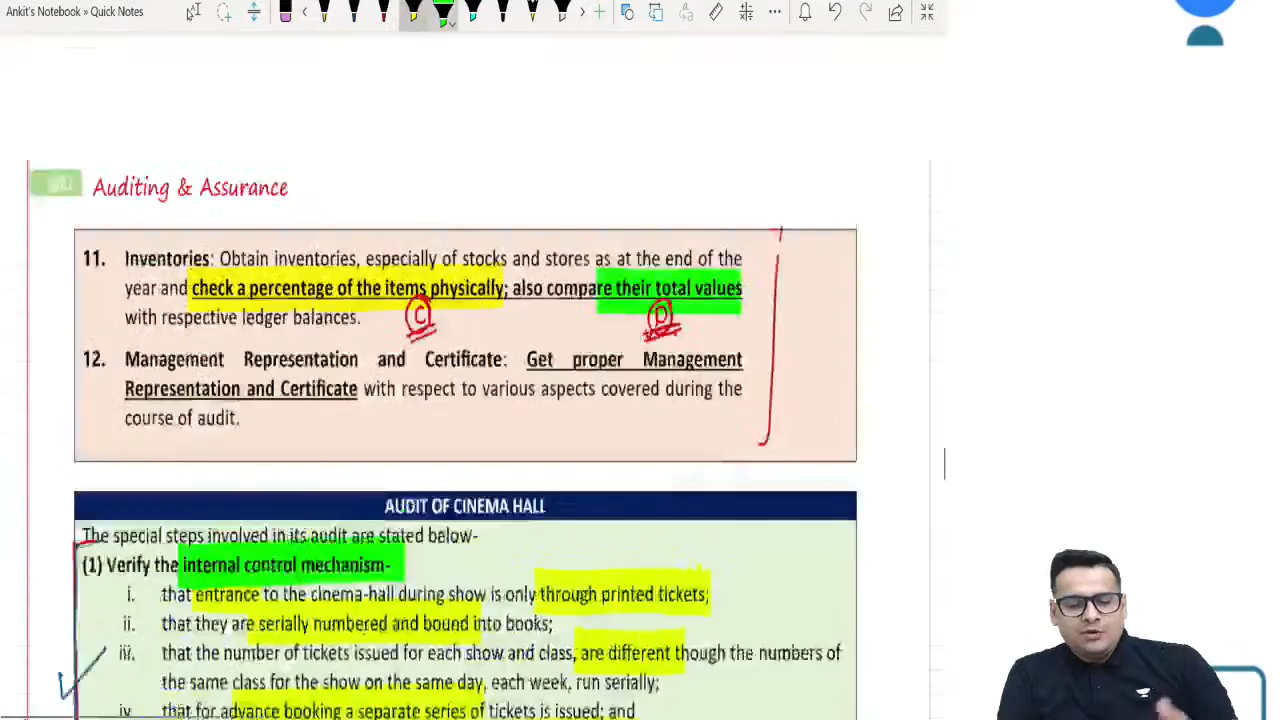 Ankit's Notebook » Quick Notes
Auditing & Assurance
11. Inventories: Obtain inventories, especially of stocks and stores as at the end of the
year and check a percentage of the items physically; also compare their total values
with respective ledger balances.
C
D
12. Management Representation and Certificate: Get proper Management
Representation and Certificate with respect to various aspects covered during the
course of audit.
AUDIT OF CINEMA HALL
The special steps involved in its audit are stated below-
(1) Verify the internal control mechanism-
i. that entrance to the cinema-hall during show is only through printed tickets;
ii. that they are serially numbered and bound into books;
iii. that the number of tickets issued for each show and class, are different though the numbers of
the same class for the show on the same day, each week, run serially;
iv. that for advance booking a separate series of tickets is issued; and